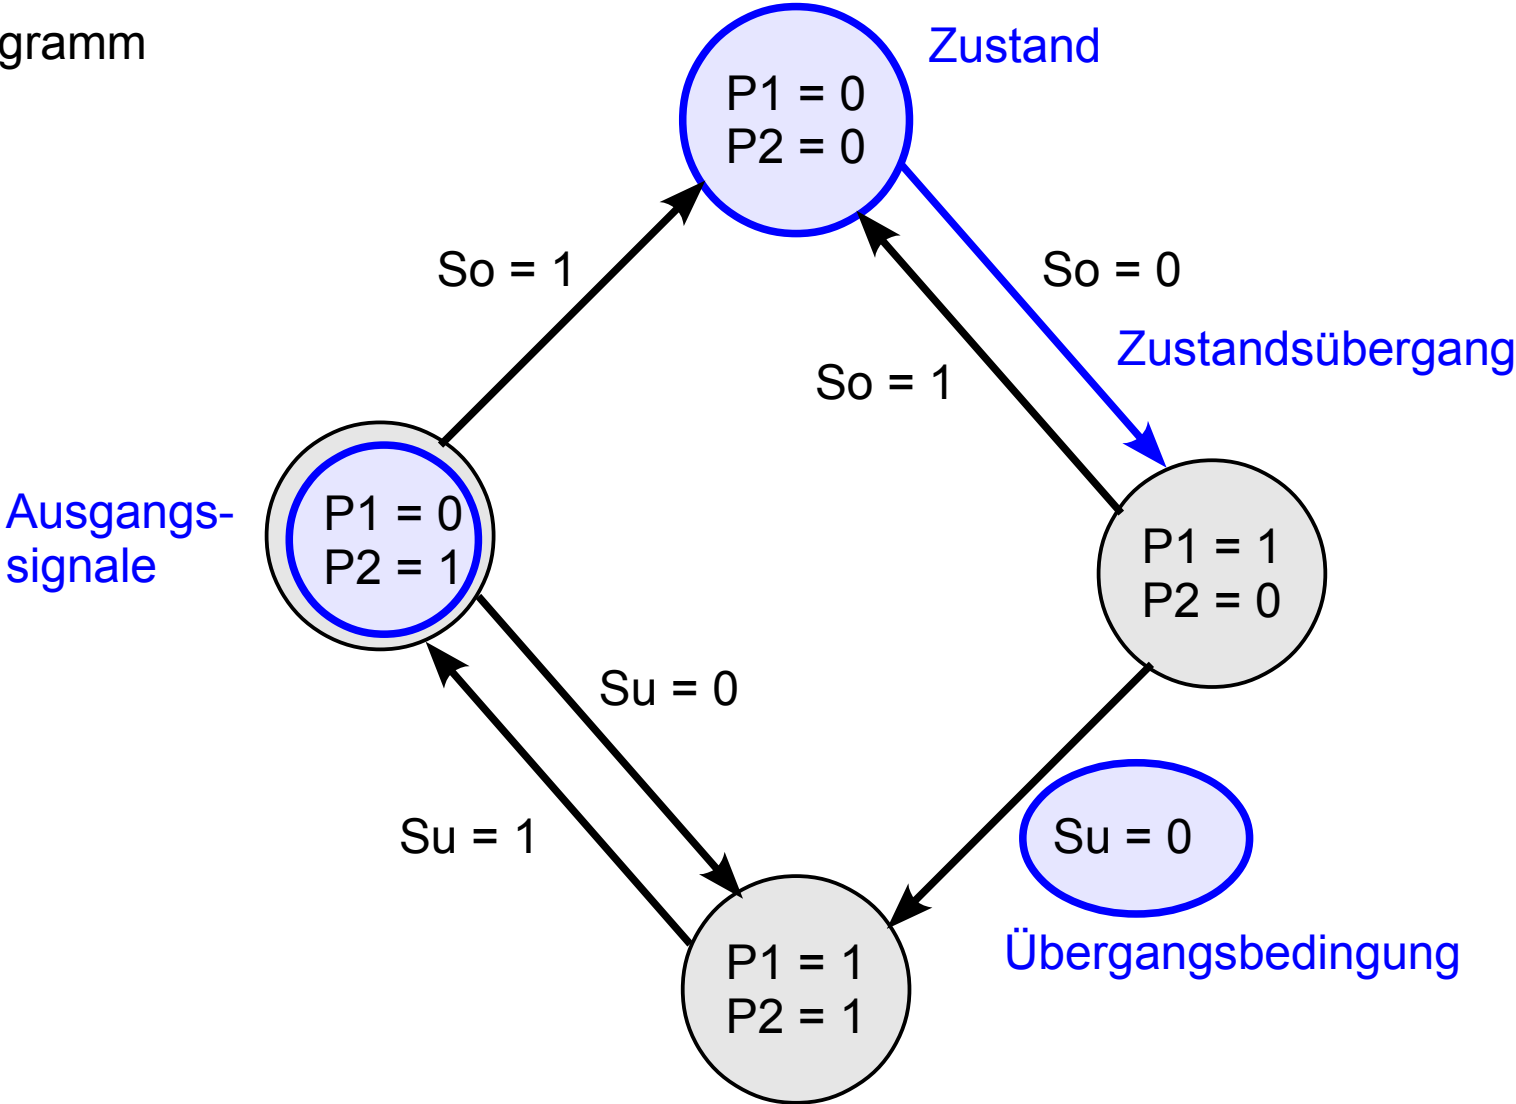 gramm
Zustand
P1 = 0
P2 = 0
So = 1
So = 0
Zustandsübergang
So = 1
Ausgangs-
signale
P1 = 0
P2 = 1
P1 = 1
P2 = 0
Su = 0
Su = 1
Su = 0
Übergangsbedingung
P1 = 1
P2 = 1